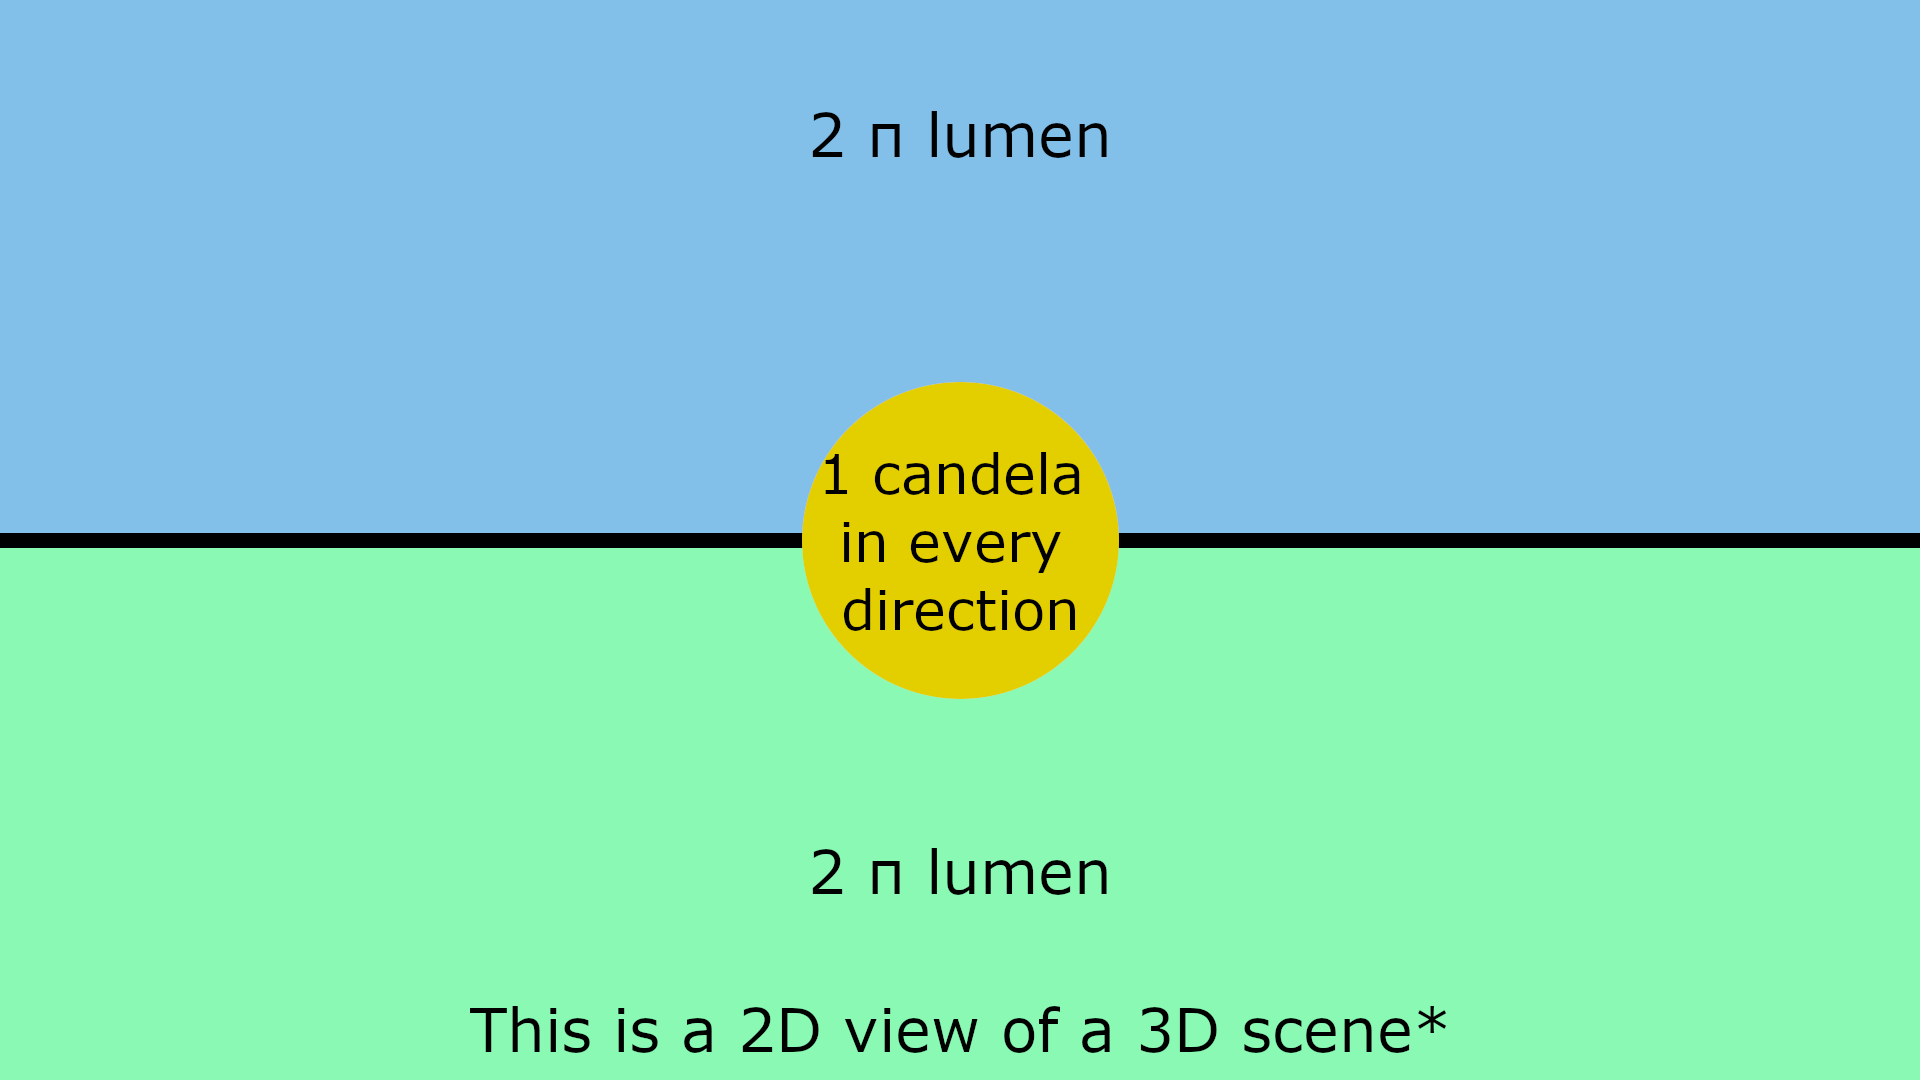 2 п lumen
1 candela
in every
direction
2 п lumen
This is a 2D view of a 3D scene*